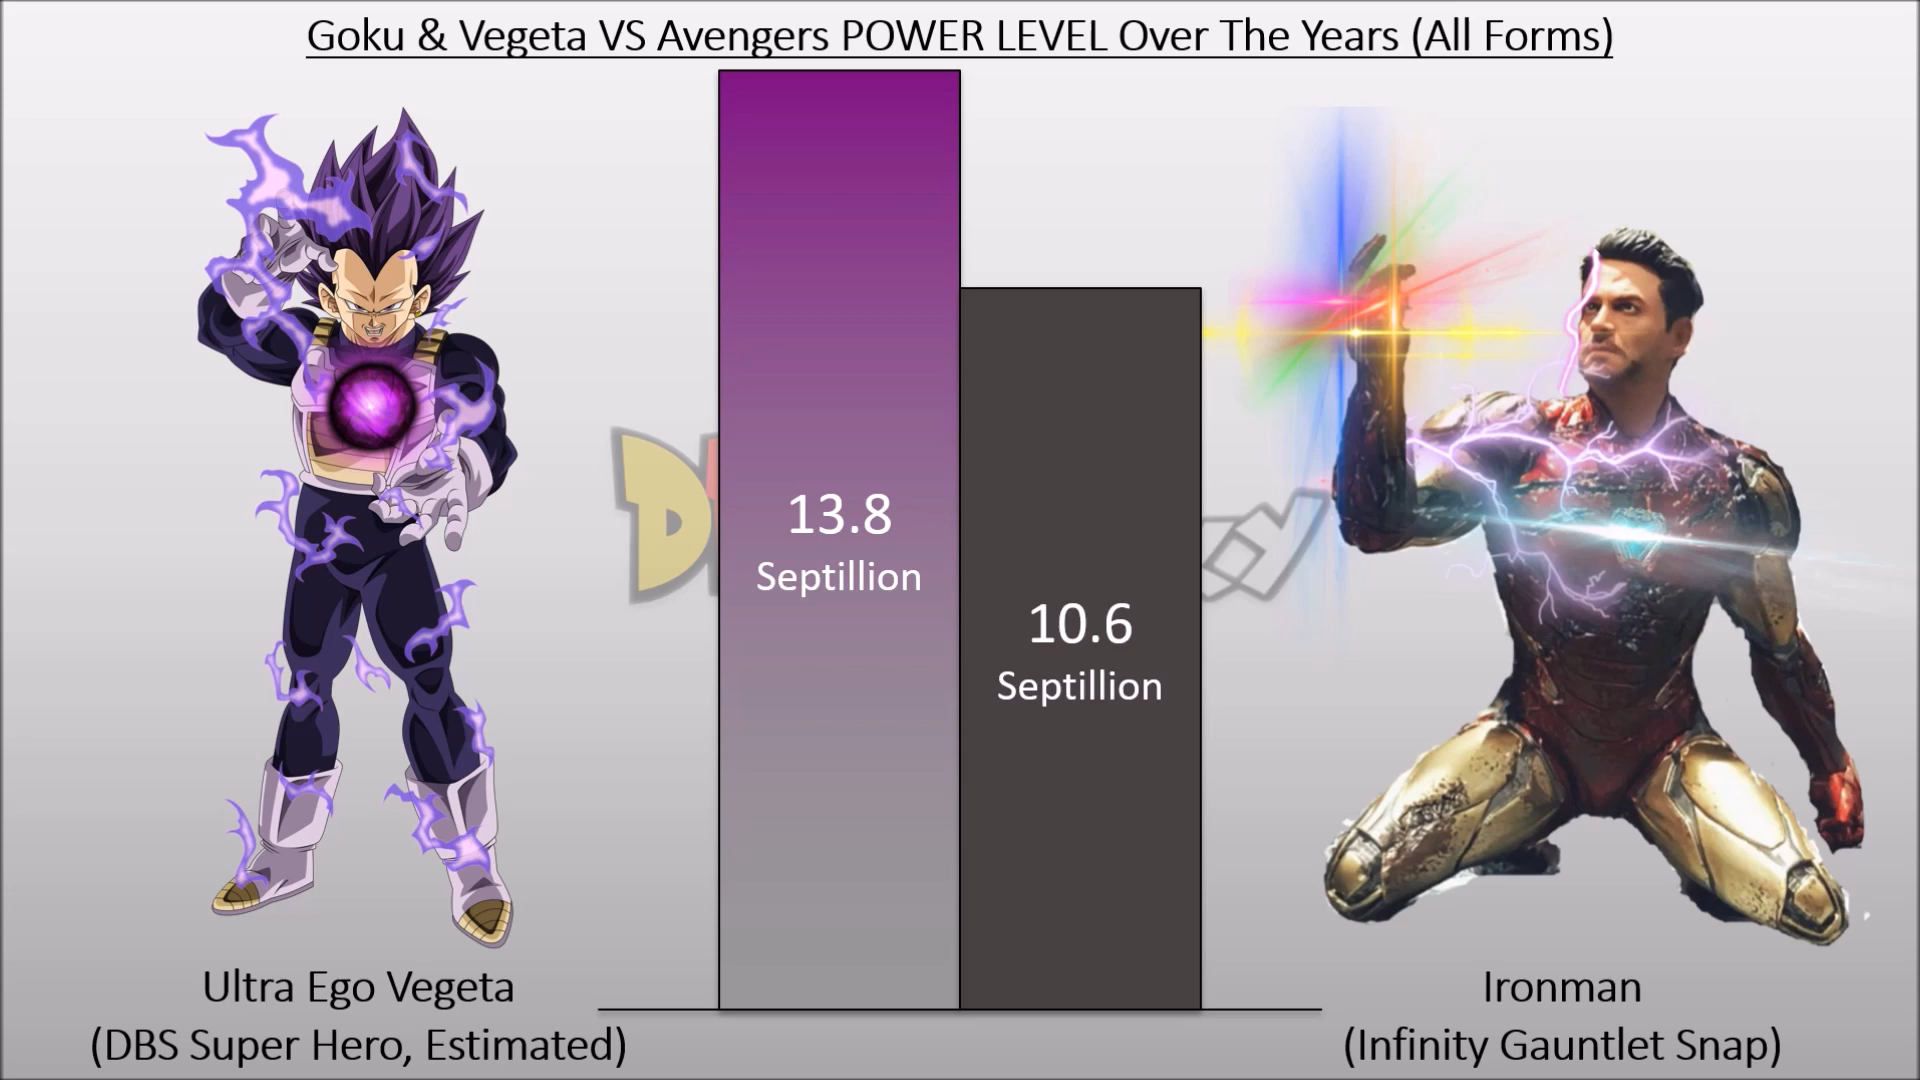 Goku & Vegeta VS Avengers POWER LEVEL Over The Years (All Forms)
13.8
Septillion
10.6
Septillion
Ultra Ego Vegeta
(DBS Super Hero, Estimated)
Ironman
(Infinity Gauntlet Snap)